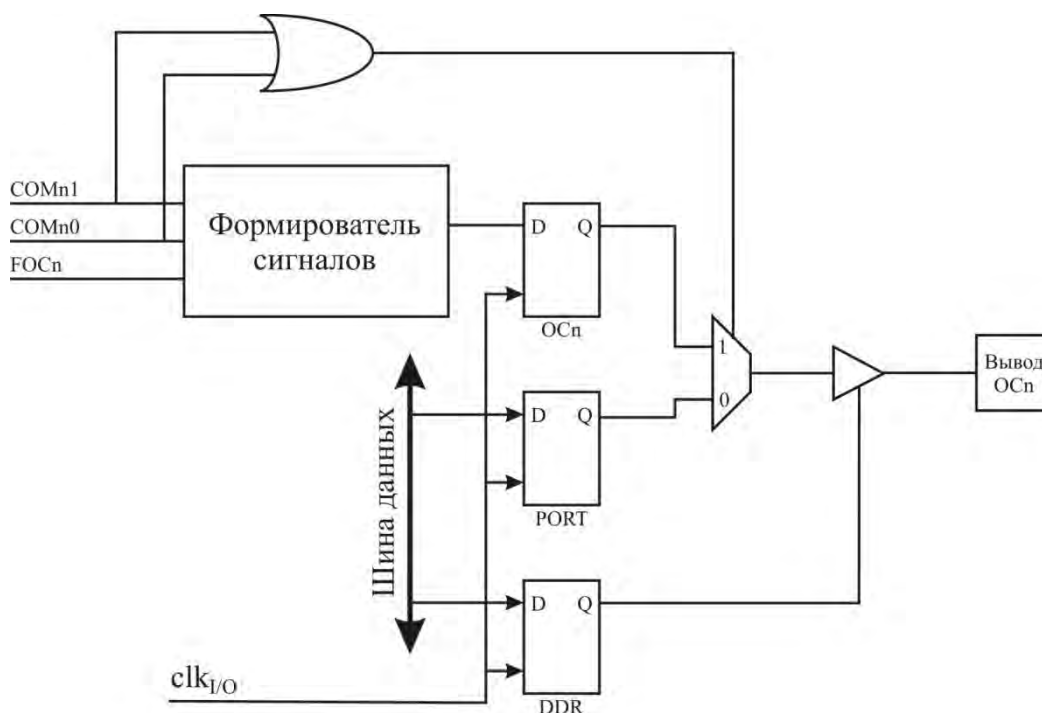 COMn1
COMn0
FOCn
Формирователь
сигналов
D Q
OCn
1
0
Вывод
OCn
D Q
PORT
Шина данных
D Q
DDR
clkI/O